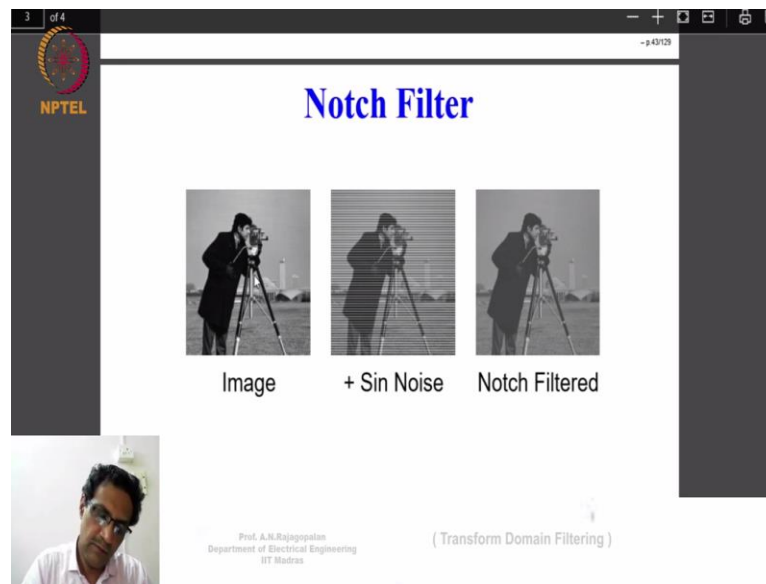 3 of 4
– p.43/129
NPTEL
Notch Filter
Image
+ Sin Noise
Notch Filtered
Prof. A.N.Rajagopalan
Department of Electrical Engineering
IIT Madras
( Transform Domain Filtering )